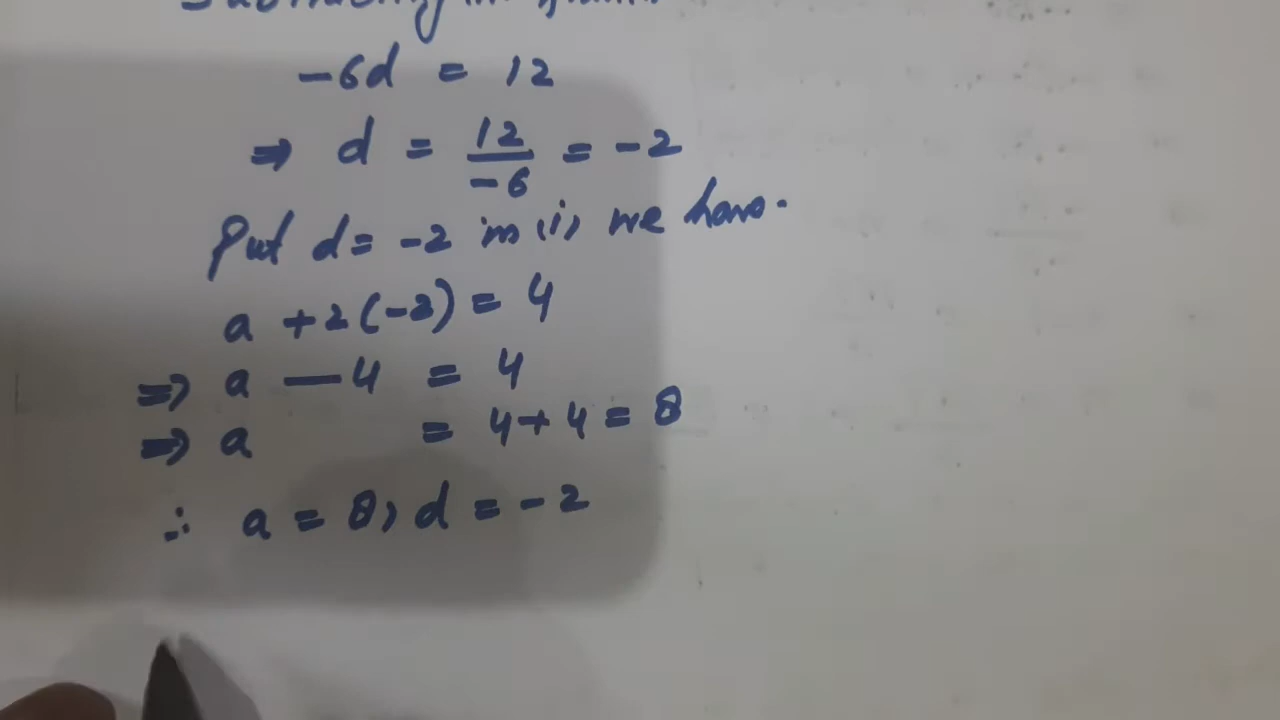 -6d = 12
⇒ d = 12/-6 = -2
Put d = -2 in (i) we have.
a + 2(-2) = 4
⇒ a - 4 = 4
⇒ a = 4 + 4 = 8
∴ a = 8, d = -2